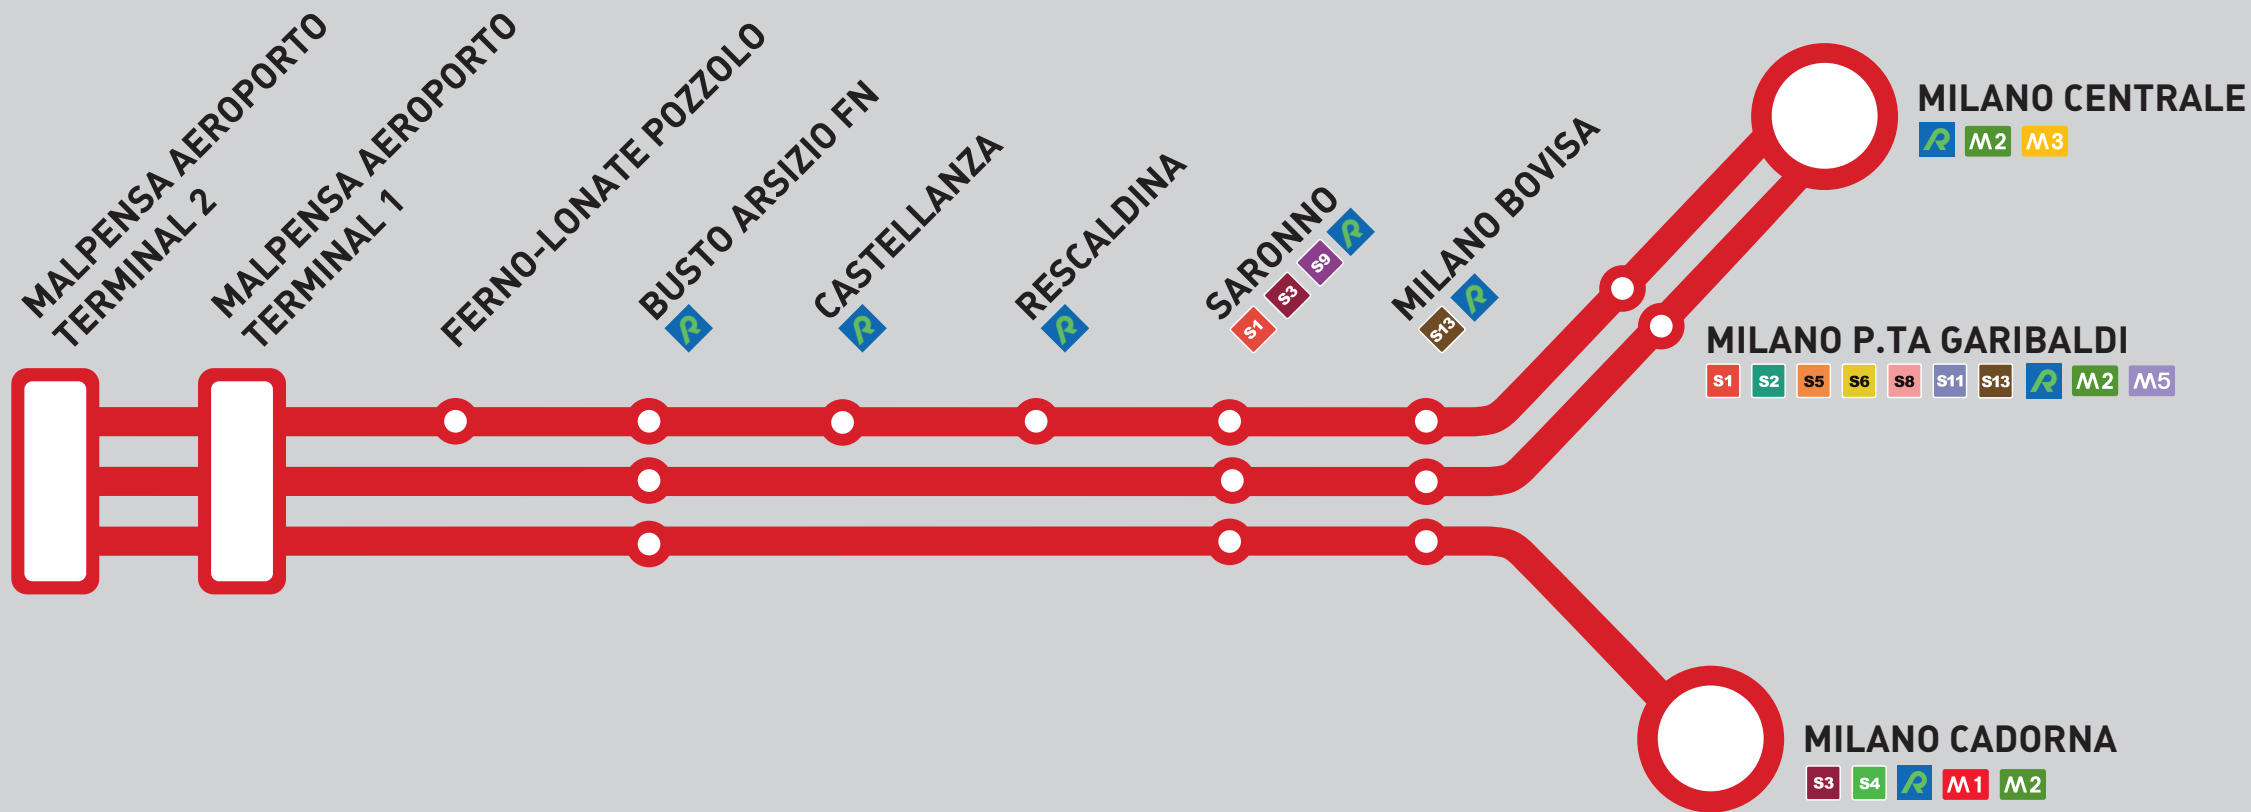 MALPENSA AEROPORTO
TERMINAL 2
MALPENSA AEROPORTO
TERMINAL 1
FERNO-LONATE POZZOLO
BUSTO ARSIZIO FN
R
CASTELLANZA
R
RESCALDINA
R
SARONNO
S1 S3 S9 R
MILANO BOVISA
S13 R
MILANO CENTRALE
R M2 M3
MILANO P.TA GARIBALDI
S1 S2 S5 S6 S8 S11 S13 R M2 M5
MILANO CADORNA
S3 S4 R M1 M2